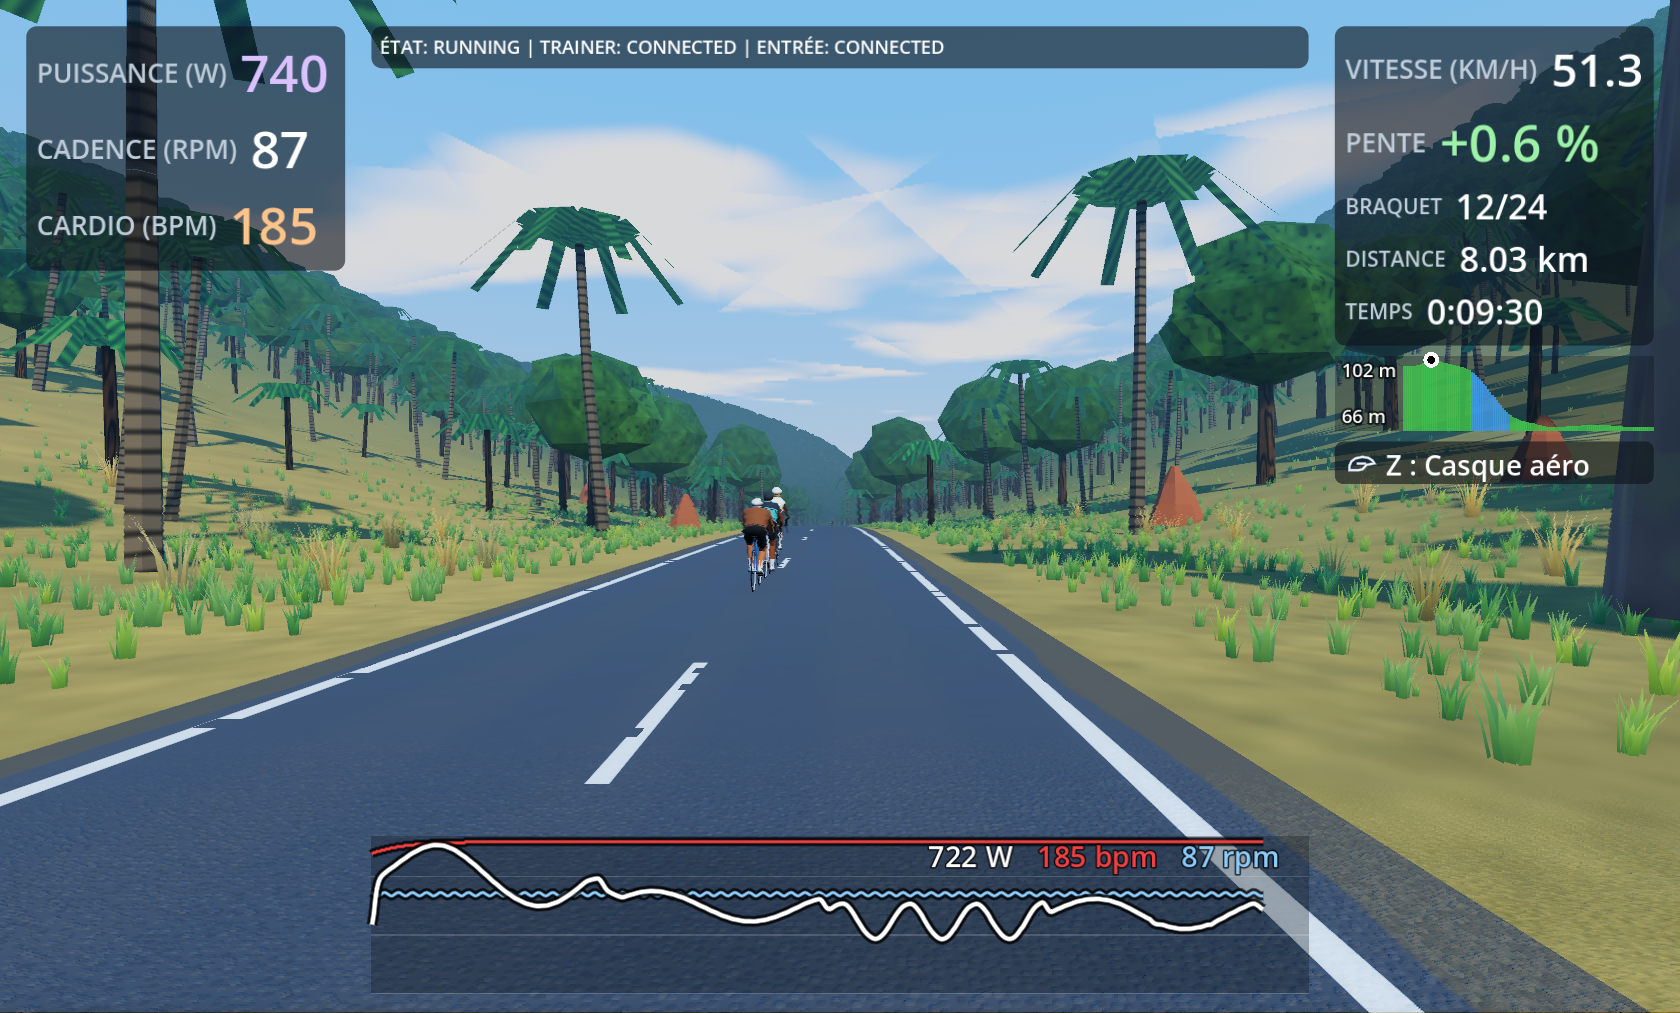 PUISSANCE (W) 740
CADENCE (RPM) 87
CARDIO (BPM) 185
ÉTAT: RUNNING | TRAINER: CONNECTED | ENTRÉE: CONNECTED
VITESSE (KM/H) 51.3
PENTE +0.6 %
BRAQUET 12/24
DISTANCE 8.03 km
TEMPS 0:09:30
102 m
66 m
Z : Casque aéro
722 W 185 bpm 87 rpm